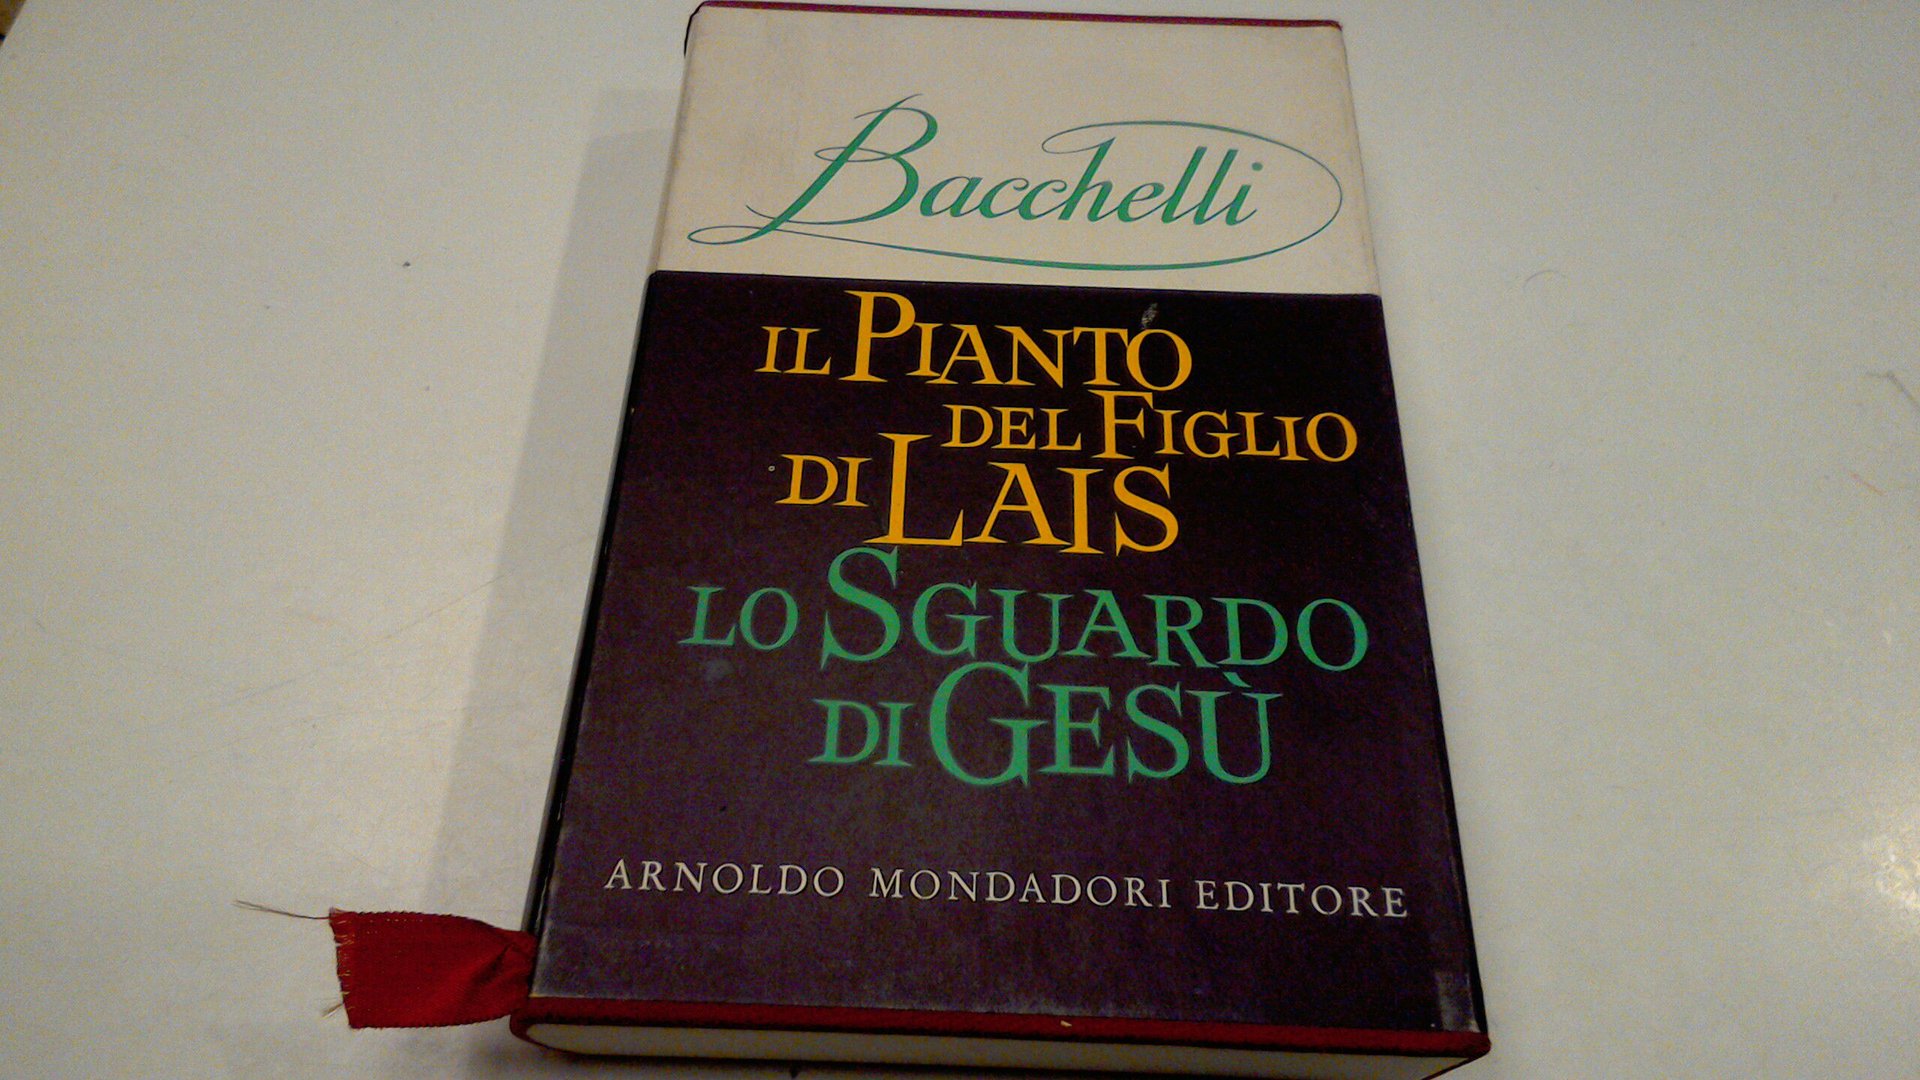 Bacchelli
IL PIANTO
DEL FIGLIO
DI LAIS
LO SGUARDO
DI GESÙ
ARNOLDO MONDADORI EDITORE